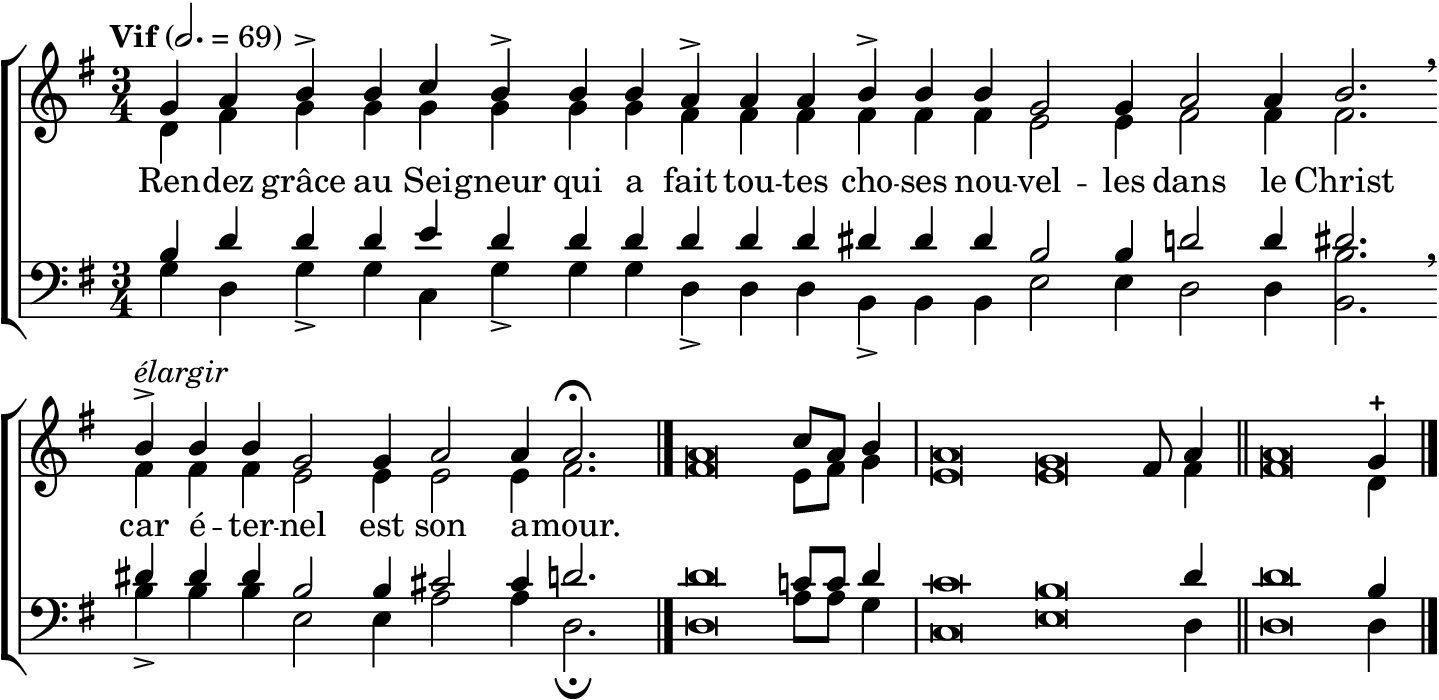 Vif (𝅗𝅥. = 69)
Rendez grâce au Seigneur qui a fait tou - tes cho - ses nou - vel - les dans le Christ
élargir
car é - ter - nel est son amour.